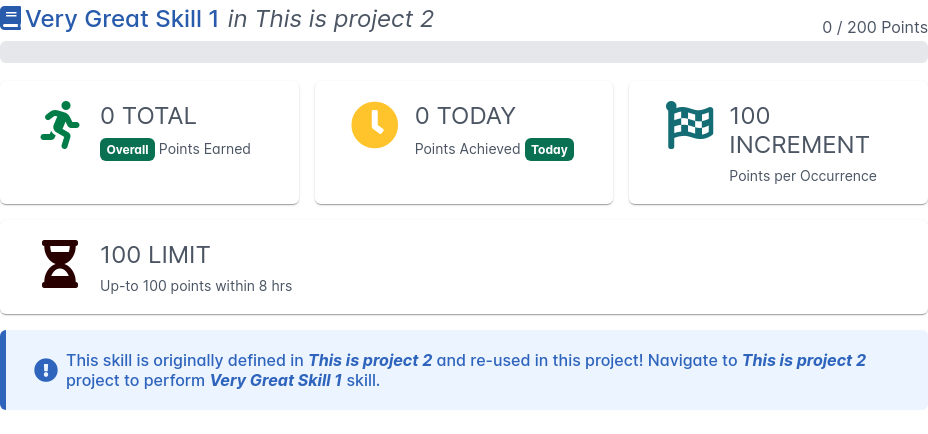 Very Great Skill 1 in This is project 2
0 / 200 Points
0 TOTAL
Overall Points Earned
0 TODAY
Points Achieved Today
100
INCREMENT
Points per Occurrence
100 LIMIT
Up-to 100 points within 8 hrs
This skill is originally defined in This is project 2 and re-used in this project! Navigate to This is project 2
project to perform Very Great Skill 1 skill.